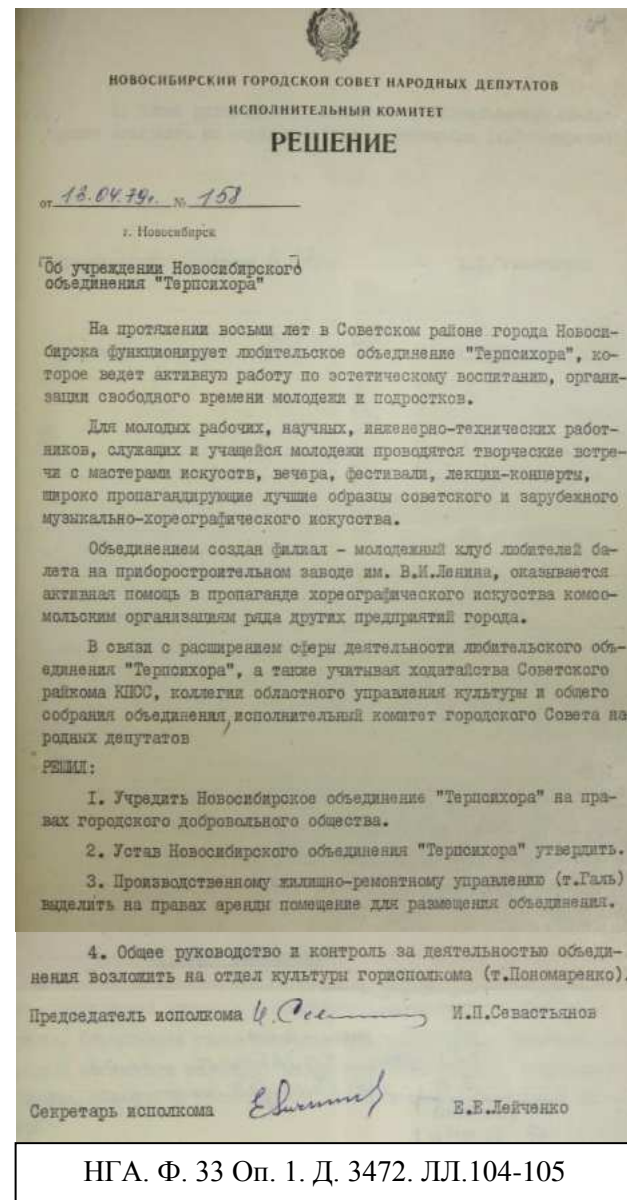 НОВОСИБИРСКИЙ ГОРОДСКОЙ СОВЕТ НАРОДНЫХ ДЕПУТАТОВ
ИСПОЛНИТЕЛЬНЫЙ КОМИТЕТ
РЕШЕНИЕ
от 04.79г. № 158
г. Новосибирск
Об учреждении Новосибирского
объединения "Терпсихора"
На протяжении восьми лет в Советском районе города Новоси-
бирска функционирует любительское объединение "Терпсихора", ко-
торое ведет активную работу по эстетическому воспитанию, органи-
зации свободного времени молодежи и подростков.
Для молодых рабочих, научных, инженерно-технических работ-
ников, служащих и учащейся молодежи проводятся творческие встре-
чи с мастерами искусств, вечера, фестивали, лекции-концерты,
широко пропагандирующие лучшие образцы советского и зарубежного
музыкально-хореографического искусства.
Объединением создан филиал - молодежный клуб любителей ба-
лета на приборостроительном заводе им. В.И.Ленина, оказывается
активная помощь в пропаганде хореографического искусства комсо-
мольским организациям ряда других предприятий города.
В связи с расширением сферы деятельности любительского объ-
единения "Терпсихора", а также учитывая ходатайства Советского
райкома КПСС, коллегии областного управления культуры и общего
собрания объединения, исполнительный комитет городского Совета на
родных депутатов
РЕШИЛ:
I. Учредить Новосибирское объединение "Терпсихора" на пра-
вах городского добровольного общества.
2. Устав Новосибирского объединения "Терпсихора" утвердить.
3. Производственному жилищно-ремонтному управлению (т.Галь)
выделить на правах аренды помещение для размещения объединения.
4. Общее руководство и контроль за деятельностью объеди-
нения возложить на отдел культуры горисполкома (т.Пономаренко).
Председатель исполкома И.П.Севастьянов
Секретарь исполкома Е.Е.Лейченко
НГА. Ф. 33 Оп. 1. Д. 3472. ЛЛ.104-105